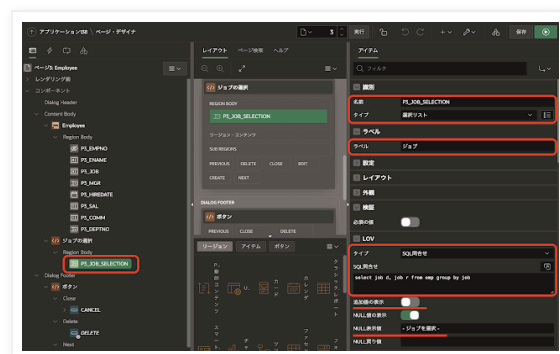 アプリケーション158 \ ページ・デザイナ
3
実行
保存
ページ3: Employee
レンダリング前
コンポーネント
Dialog Header
Content Body
Employee
Region Body
P3_EMPNO
P3_ENAME
P3_JOB
P3_MGR
P3_HIREDATE
P3_SAL
P3_COMM
P3_DEPTNO
ジョブの選択
Region Body
P3_JOB_SELECTION
Dialog Footer
ボタン
Close
CANCEL
Delete
DELETE
Next
レイアウト ページ検索 ヘルプ
ジョブの選択
REGION BODY
P3_JOB_SELECTION
リージョン・コンテンツ
SUB REGIONS
PREVIOUS DELETE CLOSE EDIT
CREATE NEXT
DIALOG FOOTER
ボタン
PREVIOUS CLOSE DELETE
リージョン アイテム ボタン
アイテム
フィルタ
識別
名前 P3_JOB_SELECTION
タイプ 選択リスト
ラベル
ラベル ジョブ
設定
レイアウト
外観
検証
必須の値
LOV
タイプ SQL問合せ
SQL問合せ
select job d, job r from emp group by job
追加値の表示
NULL値の表示
NULL表示値 - ジョブを選択 -
NULL戻り値